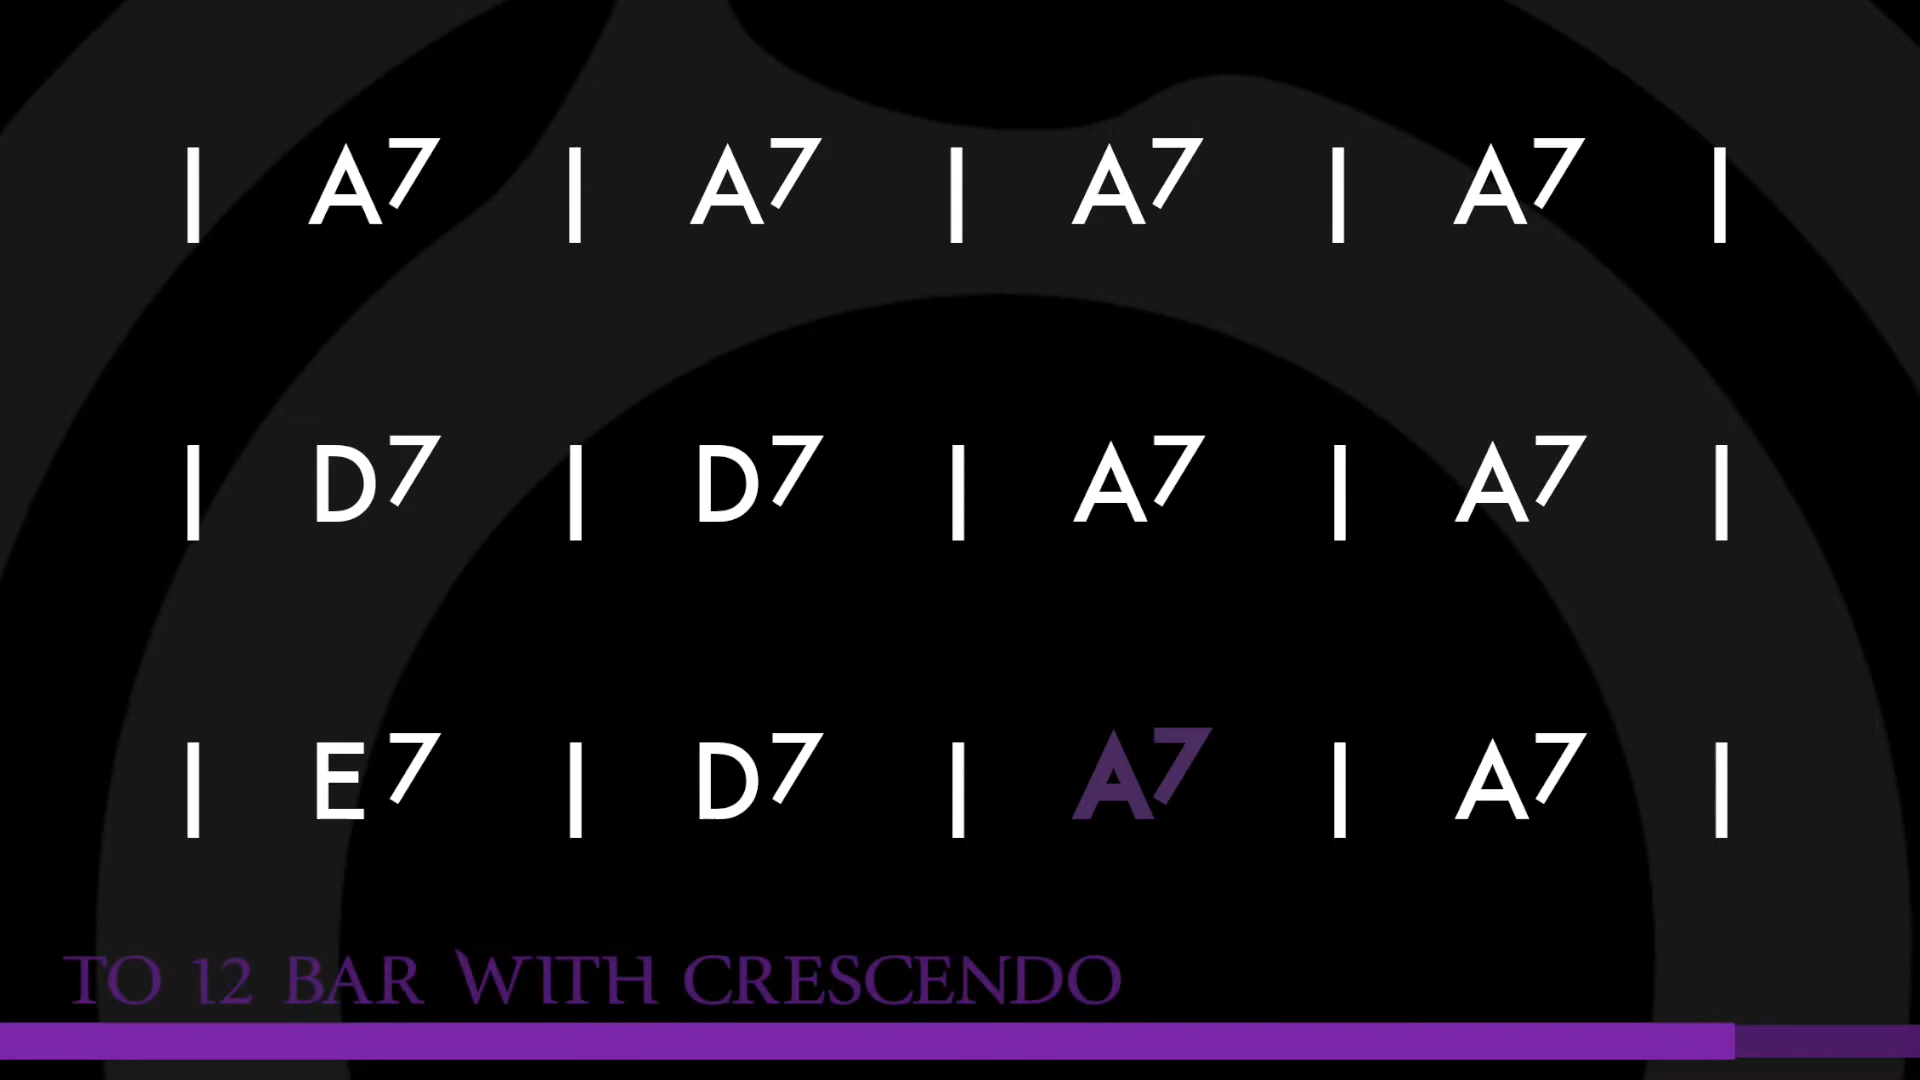 | A7 | A7 | A7 | A7 |
| D7 | D7 | A7 | A7 |
| E7 | D7 | A7 | A7 |
TO 12 BAR WITH CRESCENDO